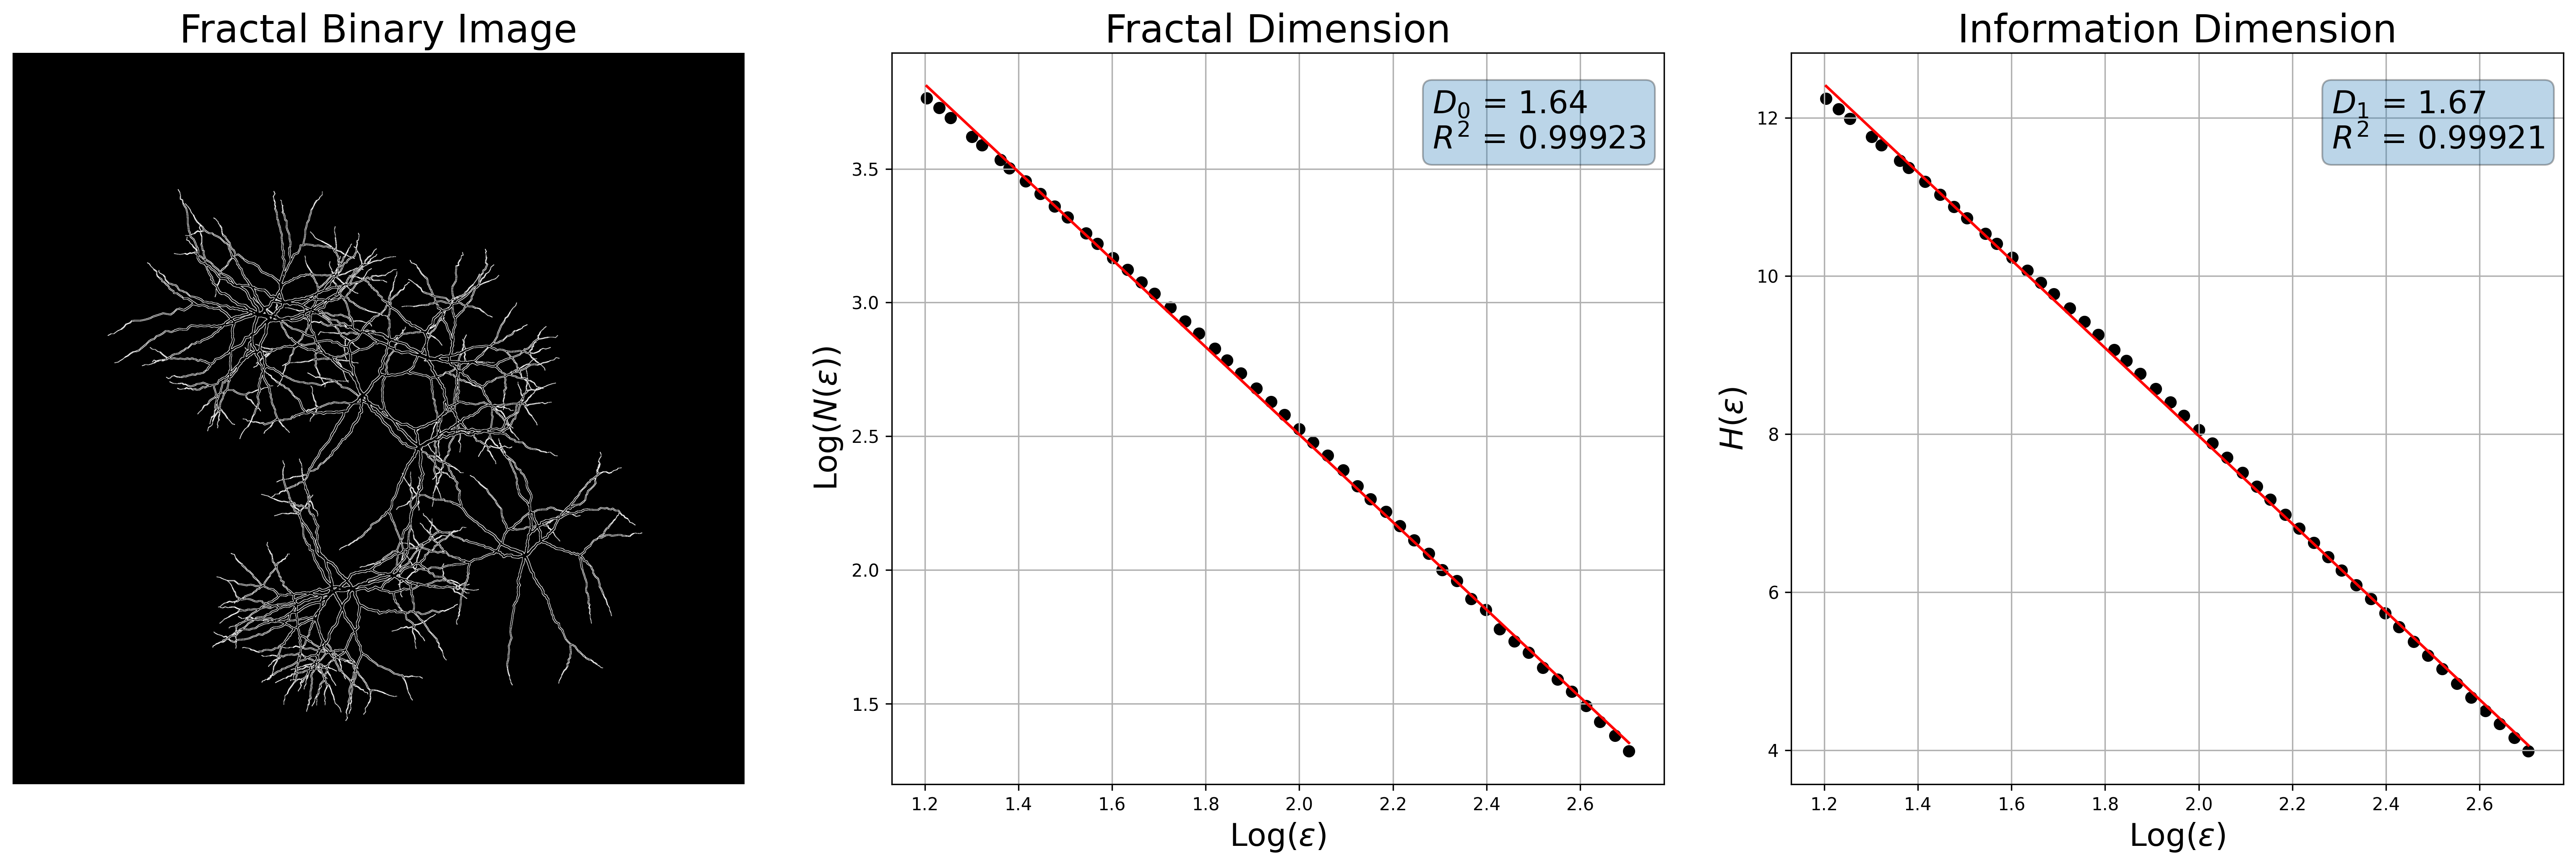 Fractal Binary Image
Fractal Dimension
D₀ = 1.64
R² = 0.99923
Log(N(ε))
3.5
3.0
2.5
2.0
1.5
1.2 1.4 1.6 1.8 2.0 2.2 2.4 2.6
Log(ε)
Information Dimension
D₁ = 1.67
R² = 0.99921
H(ε)
12
10
8
6
4
1.2 1.4 1.6 1.8 2.0 2.2 2.4 2.6
Log(ε)